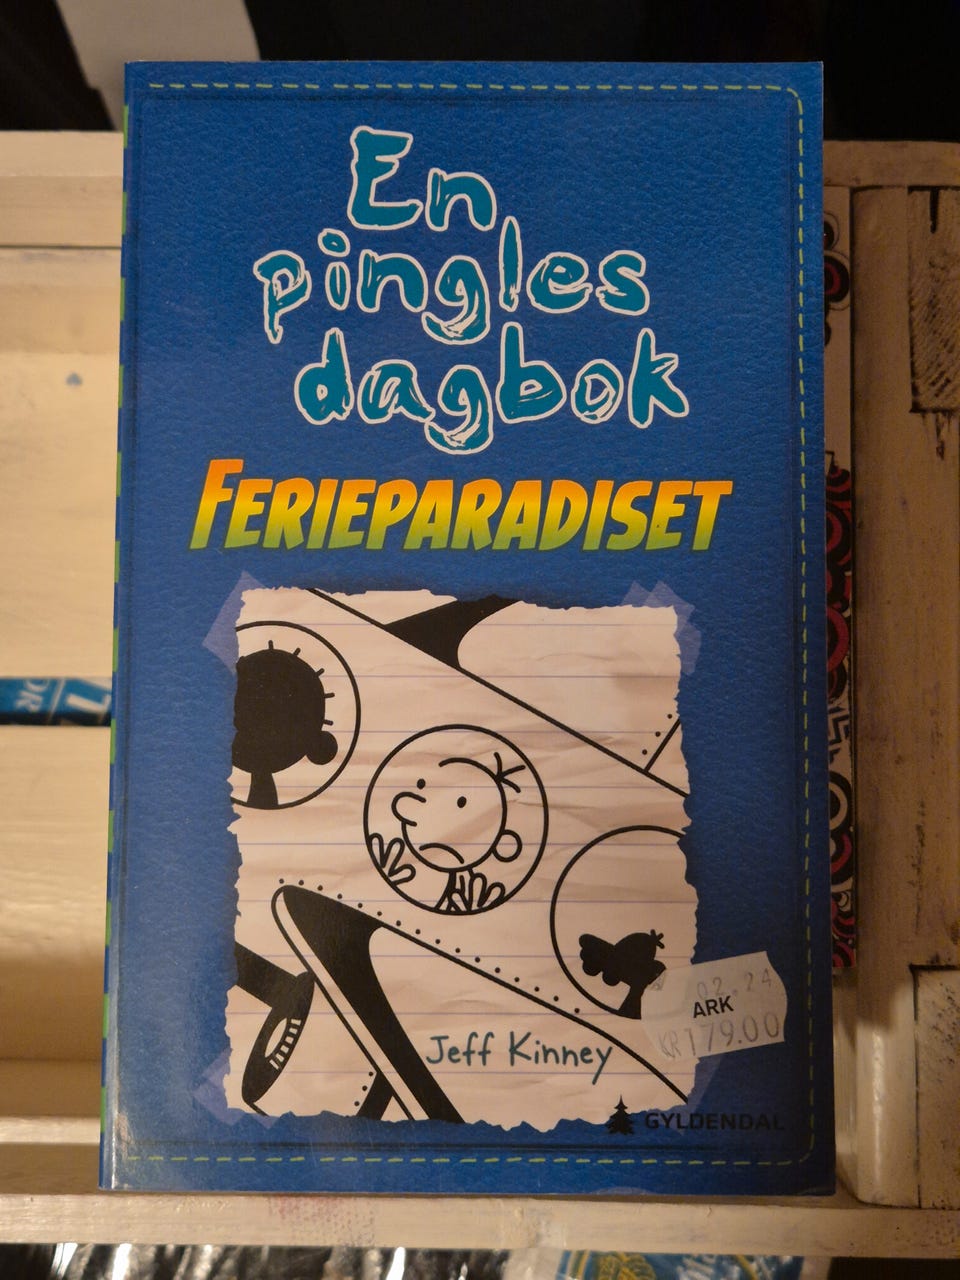 En
pingles
dagbok
FERIEPARADISET
02.24
ARK
KR179.00
Jeff Kinney
GYLDENDAL